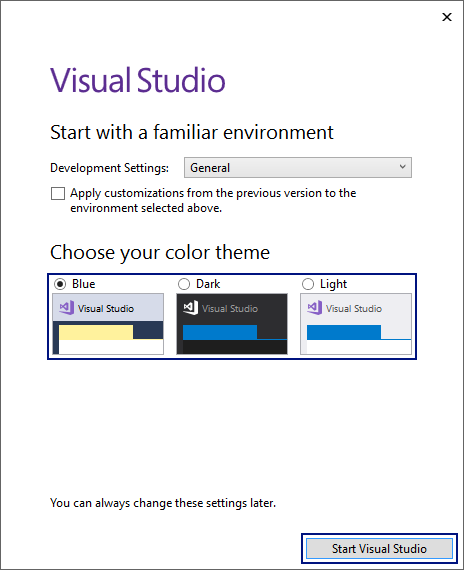 Visual Studio
Start with a familiar environment
Development Settings: General
Apply customizations from the previous version to the
environment selected above.
Choose your color theme
Blue Dark Light
Visual Studio Visual Studio Visual Studio
You can always change these settings later.
Start Visual Studio